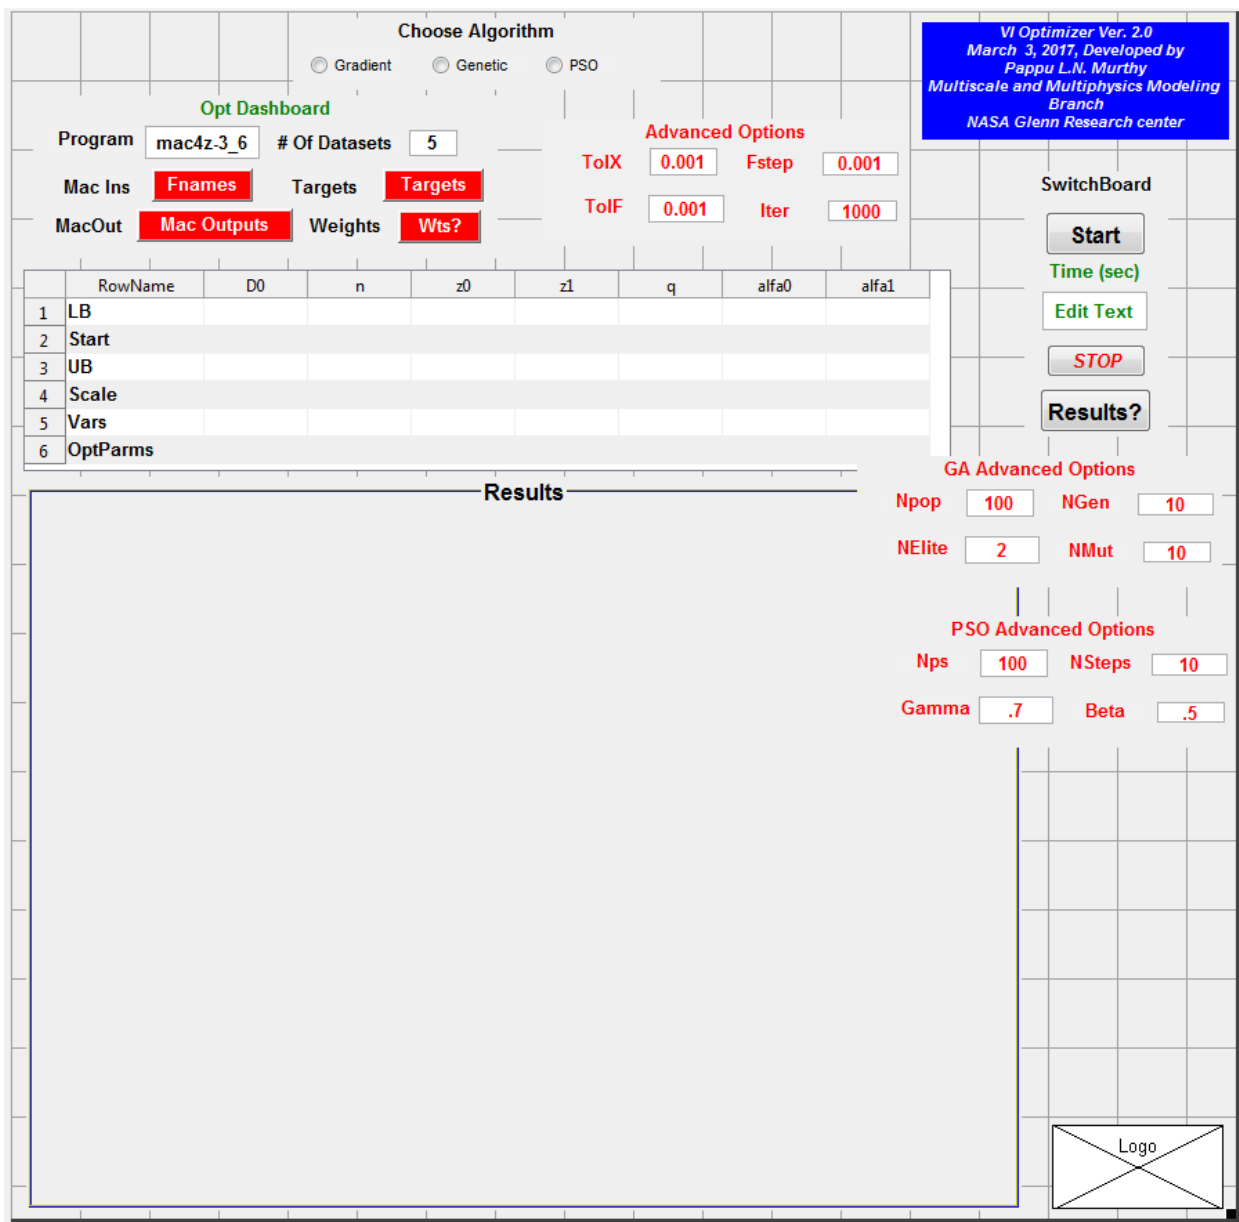 Choose Algorithm
Gradient Genetic PSO
VI Optimizer Ver. 2.0
March 3, 2017, Developed by
Pappu L.N. Murthy
Multiscale and Multiphysics Modeling
Branch
NASA Glenn Research center
Opt Dashboard
Program mac4z-3_6 # Of Datasets 5
Mac Ins Fnames Targets Targets
MacOut Mac Outputs Weights Wts?
Advanced Options
TolX 0.001 Fstep 0.001
TolF 0.001 Iter 1000
SwitchBoard
Start
Time (sec)
Edit Text
STOP
Results?
RowName D0 n z0 z1 q alfa0 alfa1
1 LB
2 Start
3 UB
4 Scale
5 Vars
6 OptParms
GA Advanced Options
Npop 100 NGen 10
NElite 2 NMut 10
Results
PSO Advanced Options
Nps 100 NSteps 10
Gamma .7 Beta .5
Logo